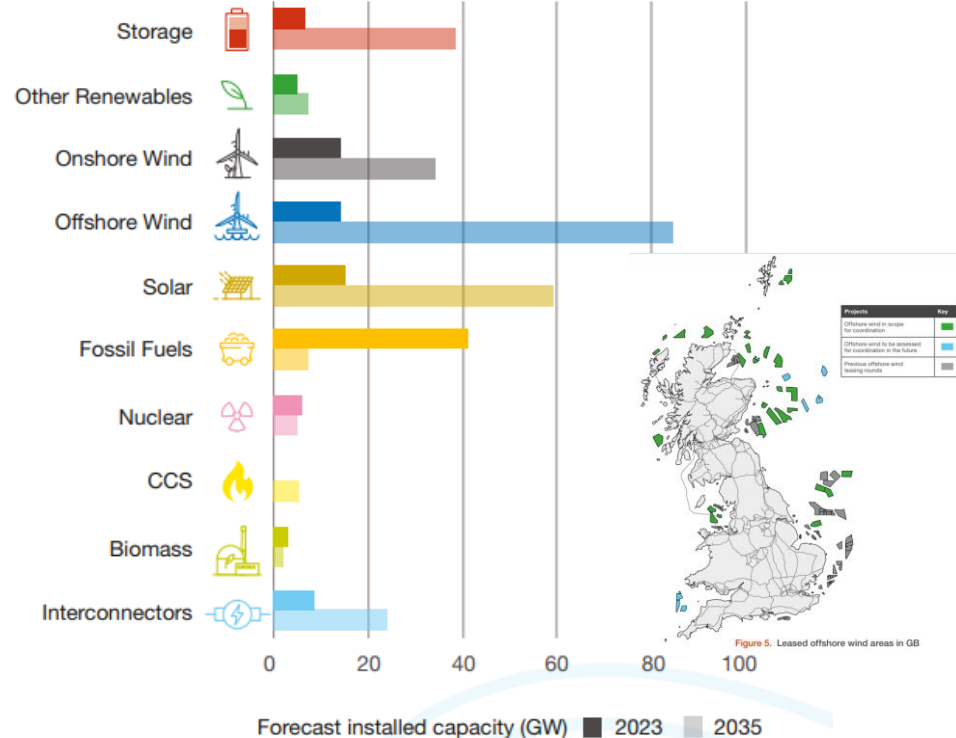 Storage
Other Renewables
Onshore Wind
Offshore Wind
Solar
Fossil Fuels
Nuclear
CCS
Biomass
Interconnectors
0 20 40 60 80 100
Forecast installed capacity (GW) 2023 2035
Projects Key
Offshore wind in scope
for coordination
Offshore wind to be assessed
for coordination in the future
Previous offshore wind
leasing rounds
Figure 5. Leased offshore wind areas in GB